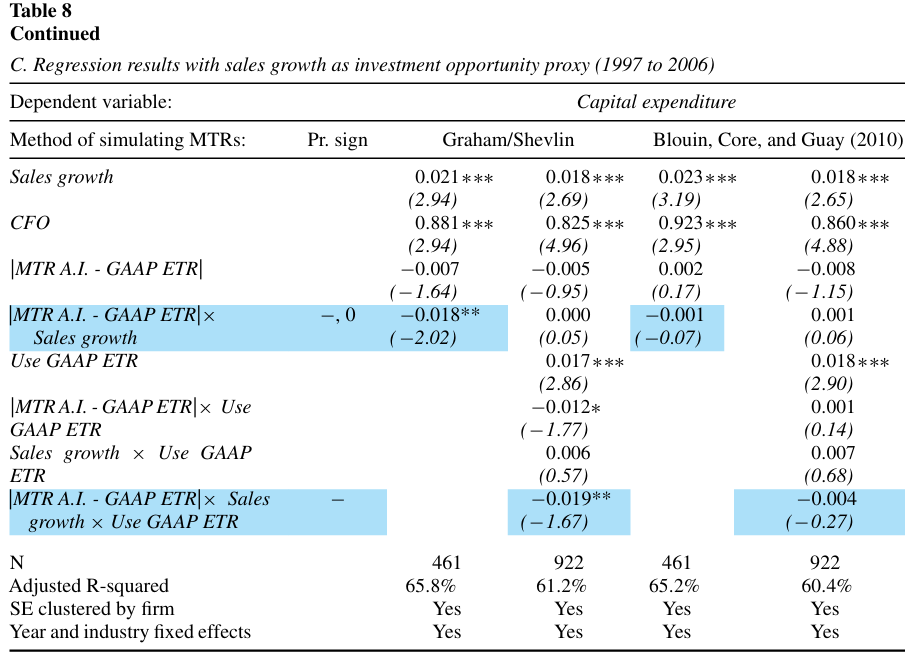 Table 8
Continued
C. Regression results with sales growth as investment opportunity proxy (1997 to 2006)
Dependent variable: Capital expenditure
Method of simulating MTRs: Pr. sign Graham/Shevlin Blouin, Core, and Guay (2010)
Sales growth 0.021∗∗∗ 0.018∗∗∗ 0.023∗∗∗ 0.018∗∗∗
(2.94) (2.69) (3.19) (2.65)
CFO 0.881∗∗∗ 0.825∗∗∗ 0.923∗∗∗ 0.860∗∗∗
(2.94) (4.96) (2.95) (4.88)
|MTR A.I. - GAAP ETR| −0.007 −0.005 0.002 −0.008
(−1.64) (−0.95) (0.17) (−1.15)
|MTR A.I. - GAAP ETR|× −, 0 −0.018** 0.000 −0.001 0.001
Sales growth (−2.02) (0.05) (−0.07) (0.06)
Use GAAP ETR 0.017∗∗∗ 0.018∗∗∗
(2.86) (2.90)
|MTR A.I. - GAAP ETR|× Use −0.012∗ 0.001
GAAP ETR (−1.77) (0.14)
Sales growth × Use GAAP 0.006 0.007
ETR (0.57) (0.68)
|MTR A.I. - GAAP ETR|× Sales − −0.019** −0.004
growth × Use GAAP ETR (−1.67) (−0.27)
N 461 922 461 922
Adjusted R-squared 65.8% 61.2% 65.2% 60.4%
SE clustered by firm Yes Yes Yes Yes
Year and industry fixed effects Yes Yes Yes Yes